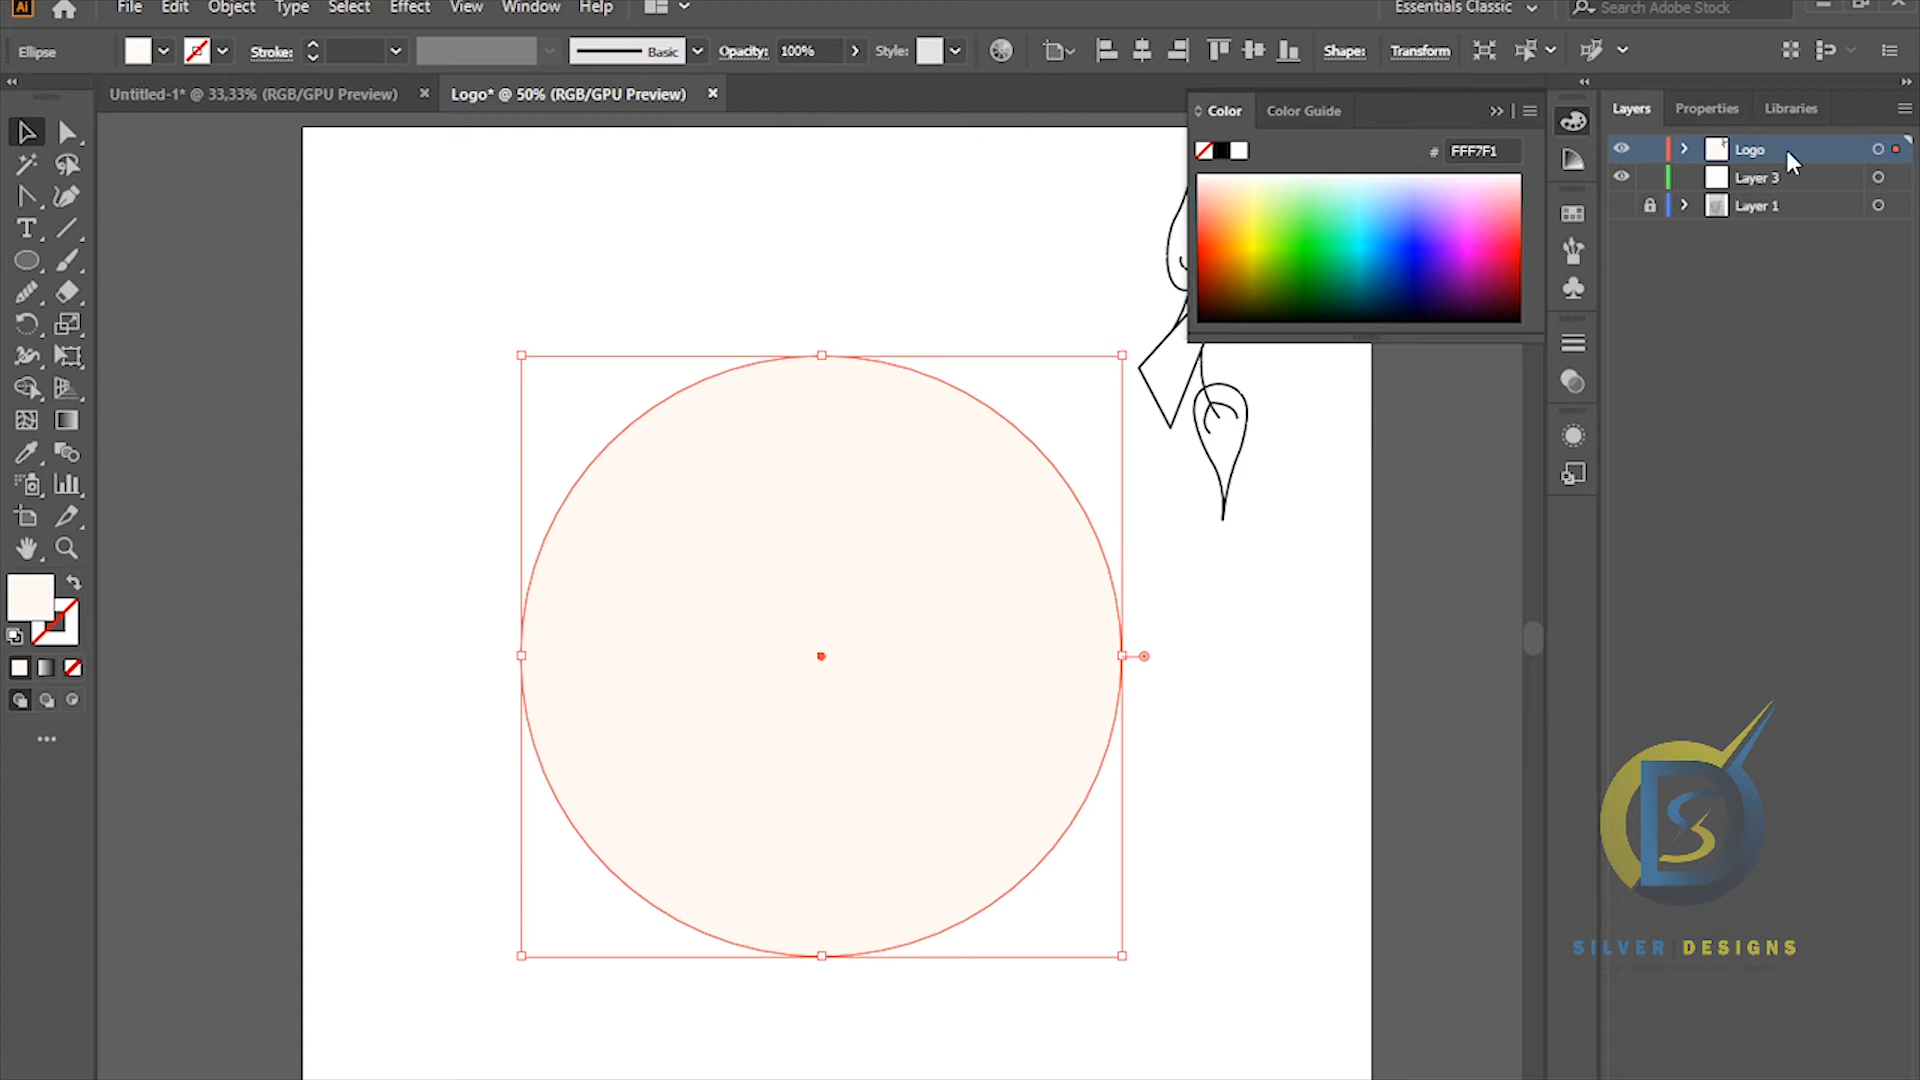 Ai File Edit Object Type Select Effect View Window Help Essentials Classic Search Adobe Stock
Ellipse Stroke: Basic Opacity: 100% Style: Shape: Transform
Untitled-1* @ 33,33% (RGB/GPU Preview) Logo* @ 50% (RGB/GPU Preview)
Color Color Guide
# FFF7F1
Layers Properties Libraries
Logo
Layer 3
Layer 1
SILVER DESIGNS